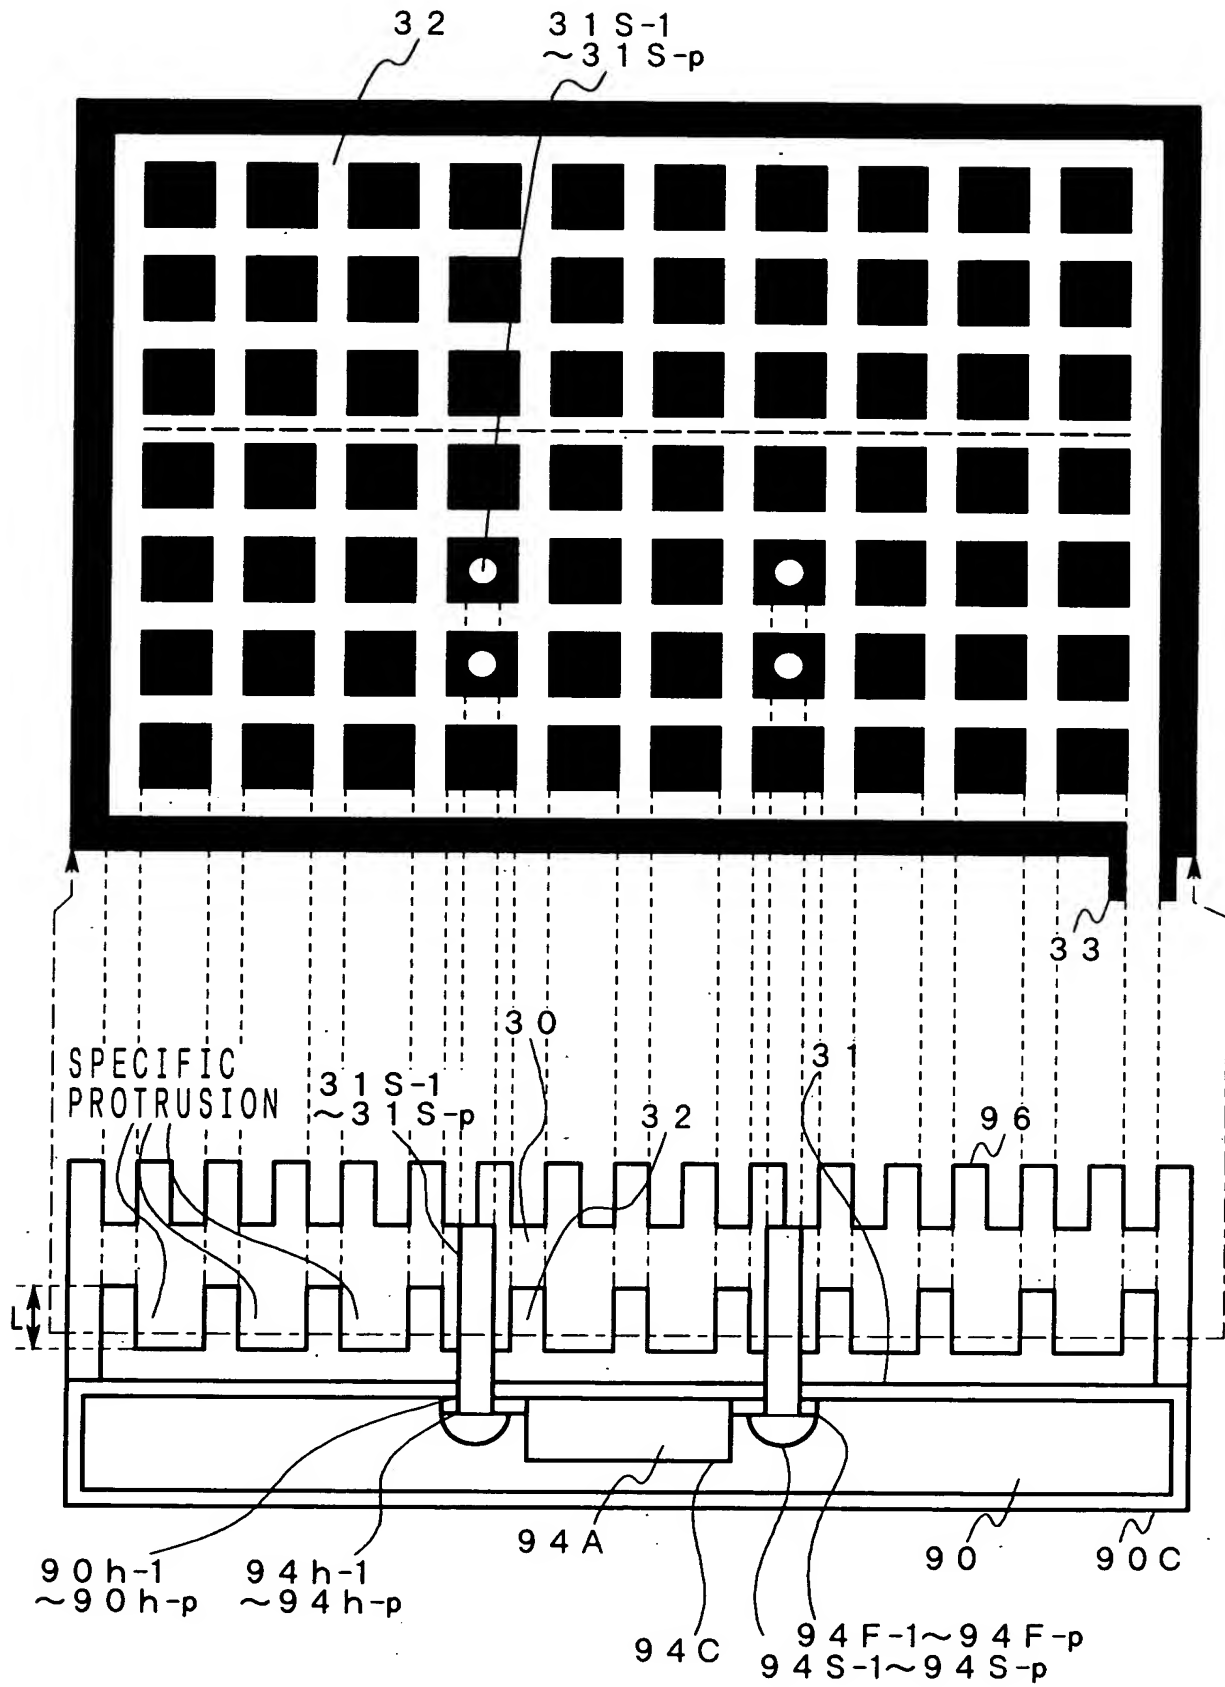 32
31S-1
~31S-p
33
30
SPECIFIC
PROTRUSION
31S-1
~31S-p
32
31
96
L
94A
90
90C
90h-1
~90h-p
94h-1
~94h-p
94C
94F-1~94F-p
94S-1~94S-p